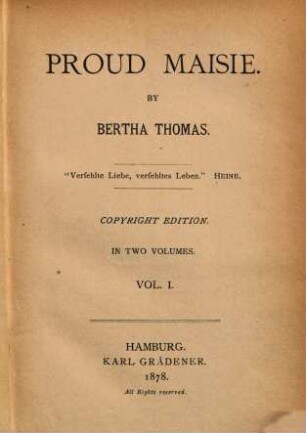 PROUD MAISIE.
BY
BERTHA THOMAS.
"Verfehlte Liebe, verfehltes Leben." HEINE.
COPYRIGHT EDITION.
IN TWO VOLUMES.
VOL. I.
HAMBURG.
KARL GRÄDENER.
1878.
All Rights reserved.